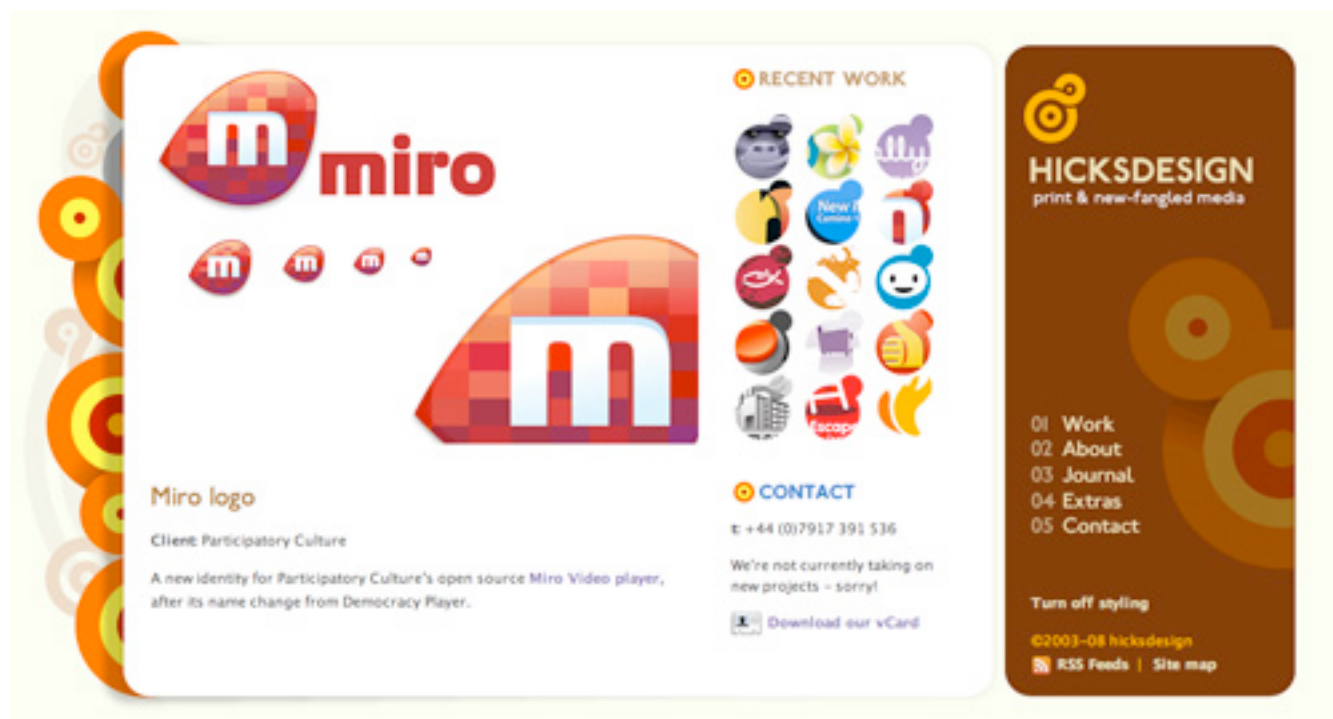 m miro
m m m m
m
Miro logo
Client: Participatory Culture
A new identity for Participatory Culture's open source Miro Video player,
after its name change from Democracy Player.
RECENT WORK
lly
New
n
Escape
CONTACT
t: +44 (0)7917 391 536
We're not currently taking on
new projects – sorry!
Download our vCard
HICKSDESIGN
print & new-fangled media
01 Work
02 About
03 Journal
04 Extras
05 Contact
Turn off styling
©2003-08 hicksdesign
RSS Feeds | Site map